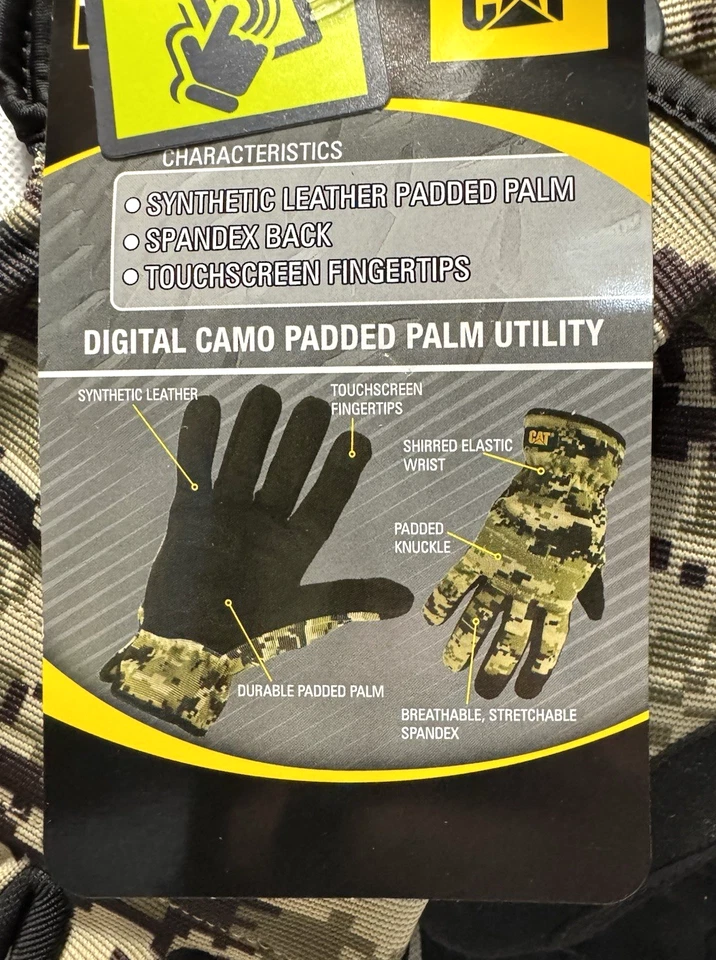 CAT
CHARACTERISTICS
● SYNTHETIC LEATHER PADDED PALM
● SPANDEX BACK
● TOUCHSCREEN FINGERTIPS
DIGITAL CAMO PADDED PALM UTILITY
SYNTHETIC LEATHER
TOUCHSCREEN
FINGERTIPS
CAT
SHIRRED ELASTIC
WRIST
PADDED
KNUCKLE
DURABLE PADDED PALM
BREATHABLE, STRETCHABLE
SPANDEX